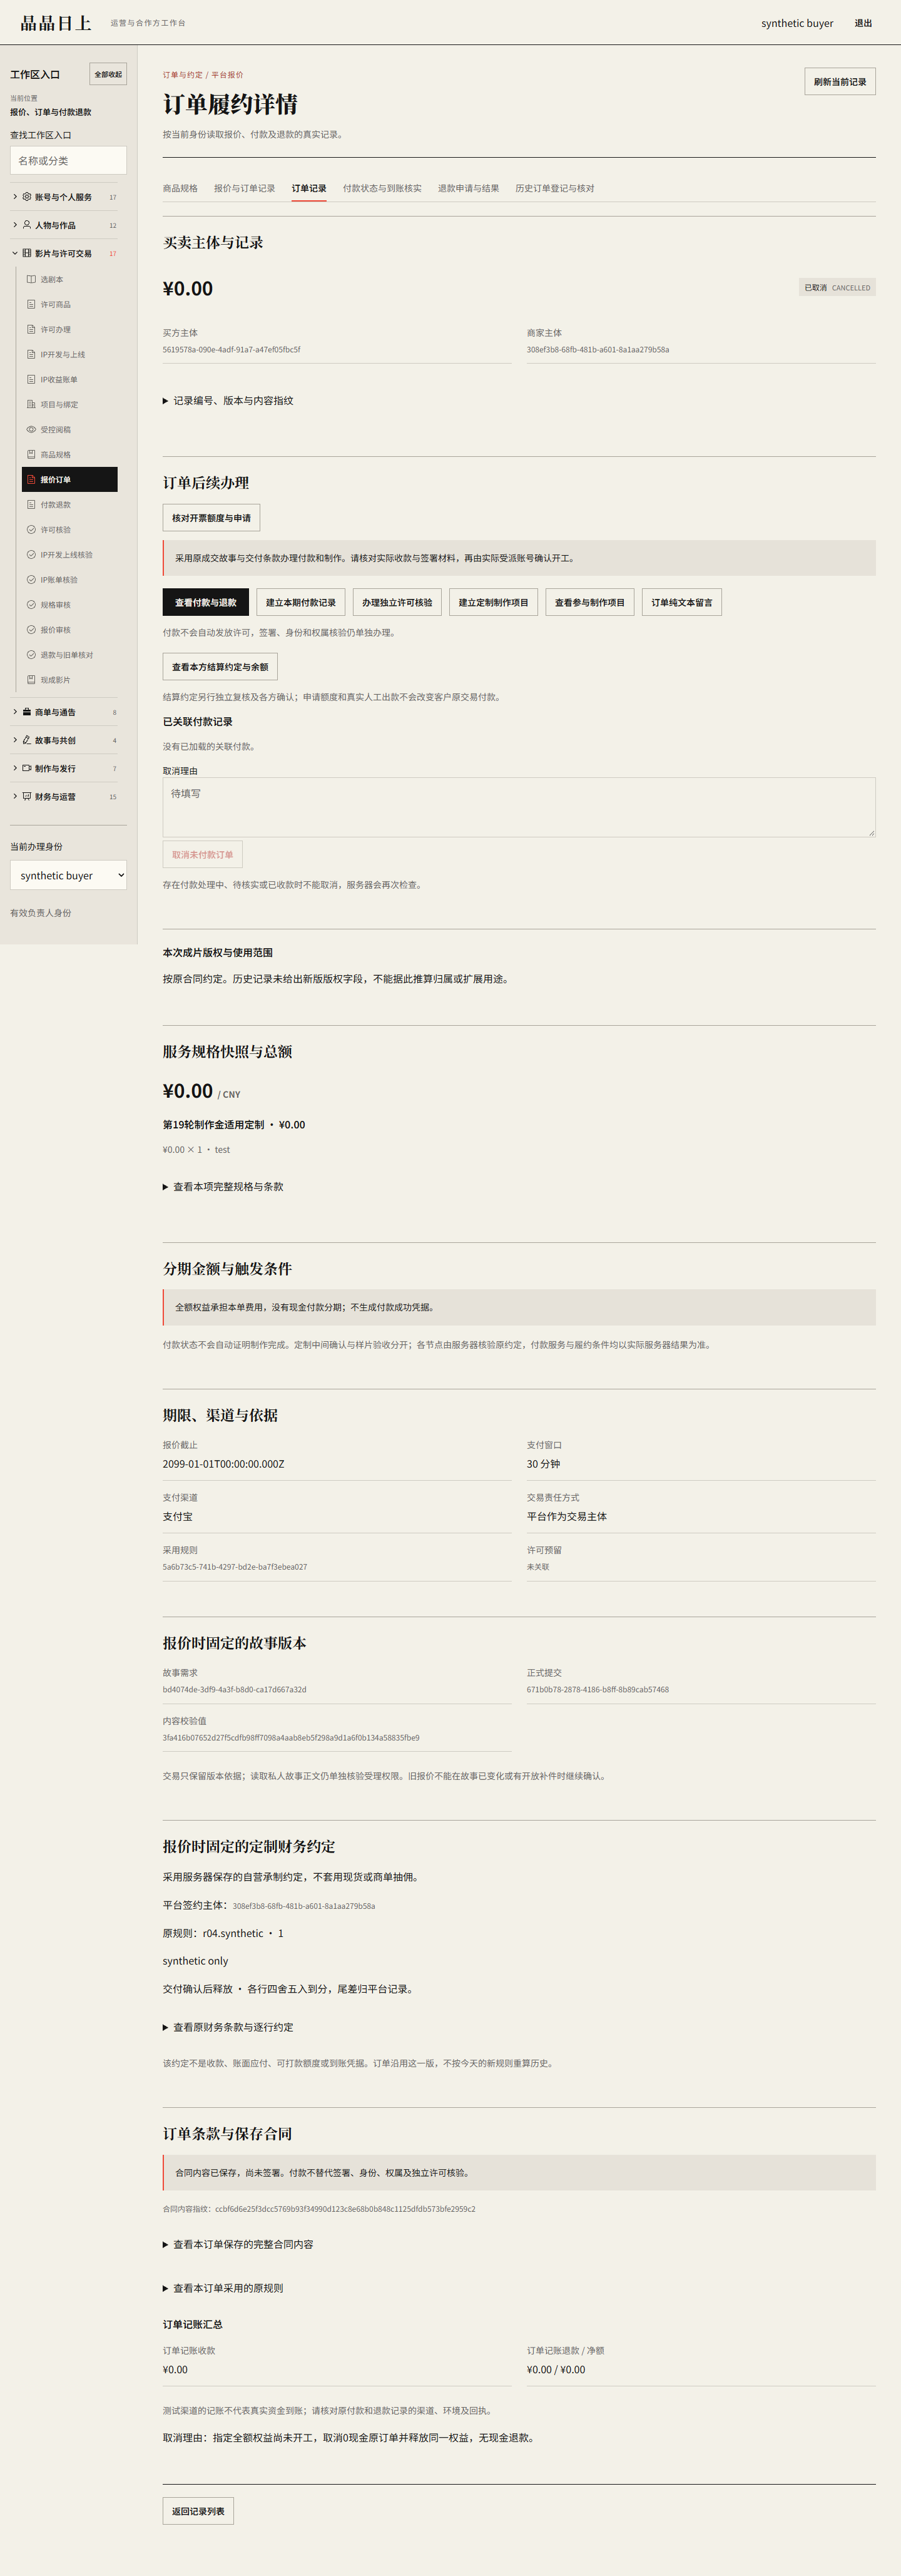 晶晶日上
运营与合作方工作台
synthetic buyer
退出
工作区入口
全部收起
当前位置
报价、订单与付款退款
查找工作区入口
名称或分类
账号与个人服务 17
人物与作品 12
影片与许可交易 17
选剧本
许可商品
许可办理
IP开发与上线
IP收益账单
项目与绑定
受控阅稿
商品规格
报价订单
付款退款
许可核验
IP开发上线核验
IP账单核验
规格审核
报价审核
退款与旧单核对
现成影片
商单与通告 8
故事与共创 4
制作与发行 7
财务与运营 15
当前办理身份
synthetic buyer
有效负责人身份
订单与约定 / 平台报价
订单履约详情
按当前身份读取报价、付款及退款的真实记录。
刷新当前记录
商品规格
报价与订单记录
订单记录
付款状态与到账核实
退款申请与结果
历史订单登记与核对
买卖主体与记录
¥0.00
已取消 CANCELLED
买方主体
5619578a-090e-4adf-91a7-a47ef05fbc5f
商家主体
308ef3b8-68fb-481b-a601-8a1aa279b58a
记录编号、版本与内容指纹
订单后续办理
核对开票额度与申请
采用原成交故事与交付条款办理付款和制作。请核对实际收款与签署材料，再由实际受派账号确认开工。
查看付款与退款
建立本期付款记录
办理独立许可核验
建立定制制作项目
查看参与制作项目
订单纯文本留言
付款不会自动发放许可，签署、身份和权属核验仍单独办理。
查看本方结算约定与余额
结算约定另行独立复核及各方确认；申请额度和真实人工出款不会改变客户原交易付款。
已关联付款记录
没有已加载的关联付款。
取消理由
待填写
取消未付款订单
存在付款处理中、待核实或已收款时不能取消，服务器会再次检查。
本次成片版权与使用范围
按原合同约定。历史记录未给出新版版权字段，不能据此推算归属或扩展用途。
服务规格快照与总额
¥0.00 / CNY
第19轮制作金适用定制 · ¥0.00
¥0.00 × 1 · test
查看本项完整规格与条款
分期金额与触发条件
全额权益承担本单费用，没有现金付款分期；不生成付款成功凭据。
付款状态不会自动证明制作完成。定制中间确认与样片验收分开；各节点由服务器核验原约定，付款服务与履约条件均以实际服务器结果为准。
期限、渠道与依据
报价截止
2099-01-01T00:00:00.000Z
支付窗口
30 分钟
支付渠道
支付宝
交易责任方式
平台作为交易主体
采用规则
5a6b73c5-741b-4297-bd2e-ba7f3ebea027
许可预留
未关联
报价时固定的故事版本
故事需求
bd4074de-3df9-4a3f-b8d0-ca17d667a32d
正式提交
671b0b78-2878-4186-b8ff-8b89cab57468
内容校验值
3fa416b07652d27f5cdfb98ff7098a4aab8eb5f298a9d1a6f0b134a58835fbe9
交易只保留版本依据；读取私人故事正文仍单独核验受理权限。旧报价不能在故事已变化或有开放补件时继续确认。
报价时固定的定制财务约定
采用服务器保存的自营承制约定，不套用现货或商单抽佣。
平台签约主体：308ef3b8-68fb-481b-a601-8a1aa279b58a
原规则：r04.synthetic · 1
synthetic only
交付确认后释放 · 各行四舍五入到分，尾差归平台记录。
查看原财务条款与逐行约定
该约定不是收款、账面应付、可打款额度或到账凭据。订单沿用这一版，不按今天的新规则重算历史。
订单条款与保存合同
合同内容已保存，尚未签署。付款不替代签署、身份、权属及独立许可核验。
合同内容指纹：ccbf6d6e25f3dcc5769b93f34990d123c8e68b0b848c1125dfdb573bfe2959c2
查看本订单保存的完整合同内容
查看本订单采用的原规则
订单记账汇总
订单记账收款
¥0.00
订单记账退款 / 净额
¥0.00 / ¥0.00
测试渠道的记账不代表真实资金到账；请核对原付款和退款记录的渠道、环境及回执。
取消理由：指定全额权益尚未开工，取消0现金原订单并释放同一权益，无现金退款。
返回记录列表